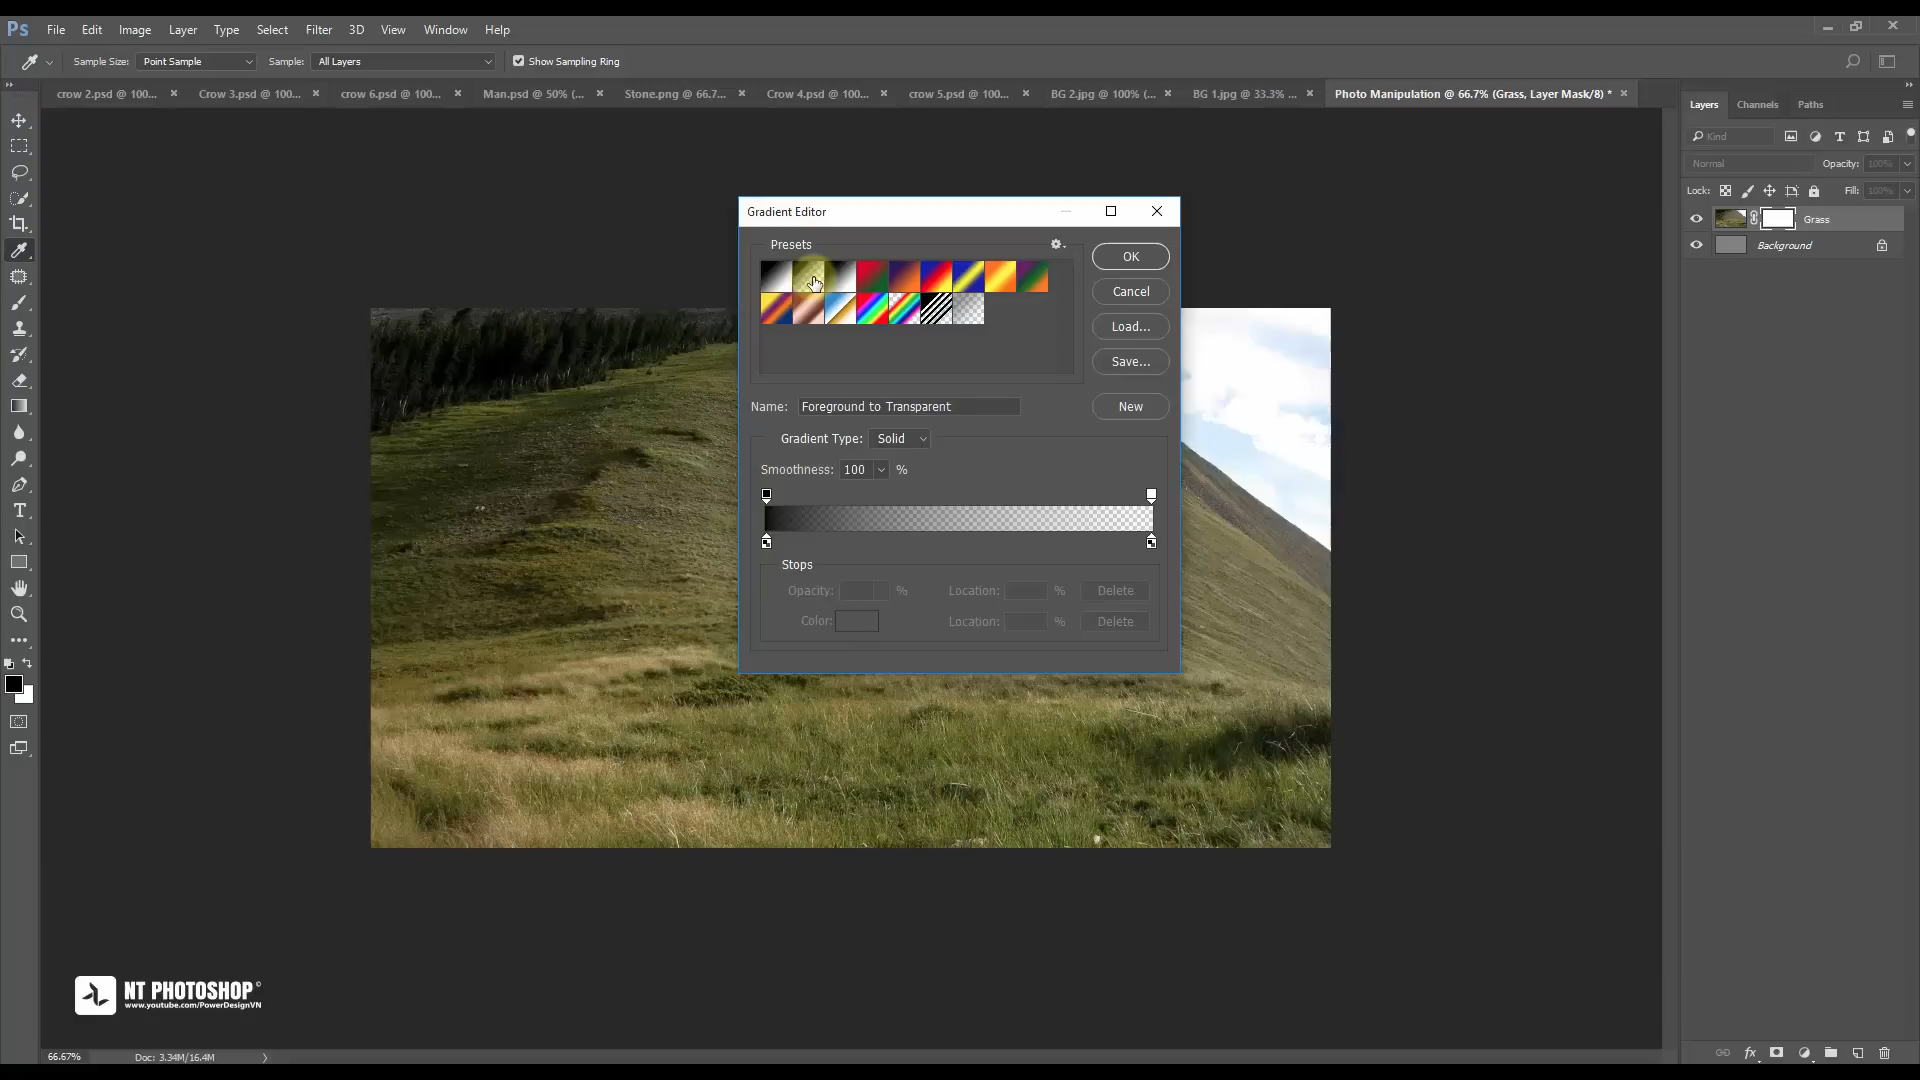 Ps File Edit Image Layer Type Select Filter 3D View Window Help
Sample Size: Point Sample Sample: All Layers Show Sampling Ring
crow 2.psd @ 100... Crow 3.psd @ 100... crow 6.psd @ 100... Man.psd @ 50% (... Stone.png @ 66.7... Crow 4.psd @ 100... crow 5.psd @ 100... BG 2.jpg @ 100% (... BG 1.jpg @ 33.3% ... Photo Manipulation @ 66.7% (Grass, Layer Mask/8) *
Layers Channels Paths
Kind
Normal Opacity: 100%
Lock: Fill: 100%
Grass
Background
Gradient Editor
Presets
OK
Cancel
Load...
Save...
Name: Foreground to Transparent New
Gradient Type: Solid
Smoothness: 100 %
Stops
Opacity: % Location: % Delete
Color: Location: % Delete
NT PHOTOSHOP©
www.youtube.com/PowerDesignVN
66.67% Doc: 3.34M/16.4M